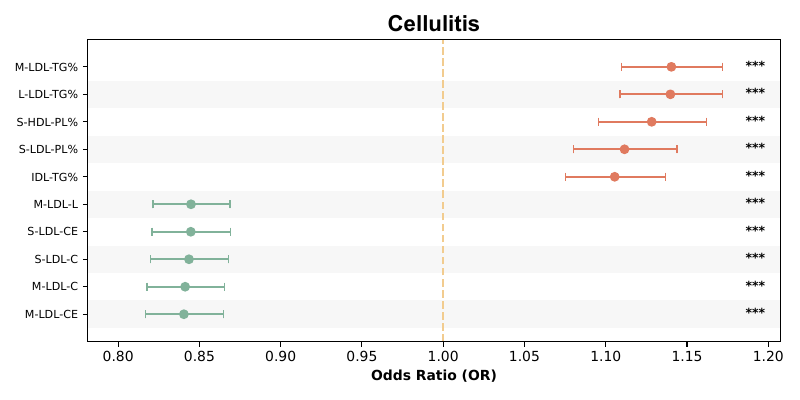 Cellulitis
M-LDL-TG% ***
L-LDL-TG% ***
S-HDL-PL% ***
S-LDL-PL% ***
IDL-TG% ***
M-LDL-L ***
S-LDL-CE ***
S-LDL-C ***
M-LDL-C ***
M-LDL-CE ***
0.80 0.85 0.90 0.95 1.00 1.05 1.10 1.15 1.20
Odds Ratio (OR)